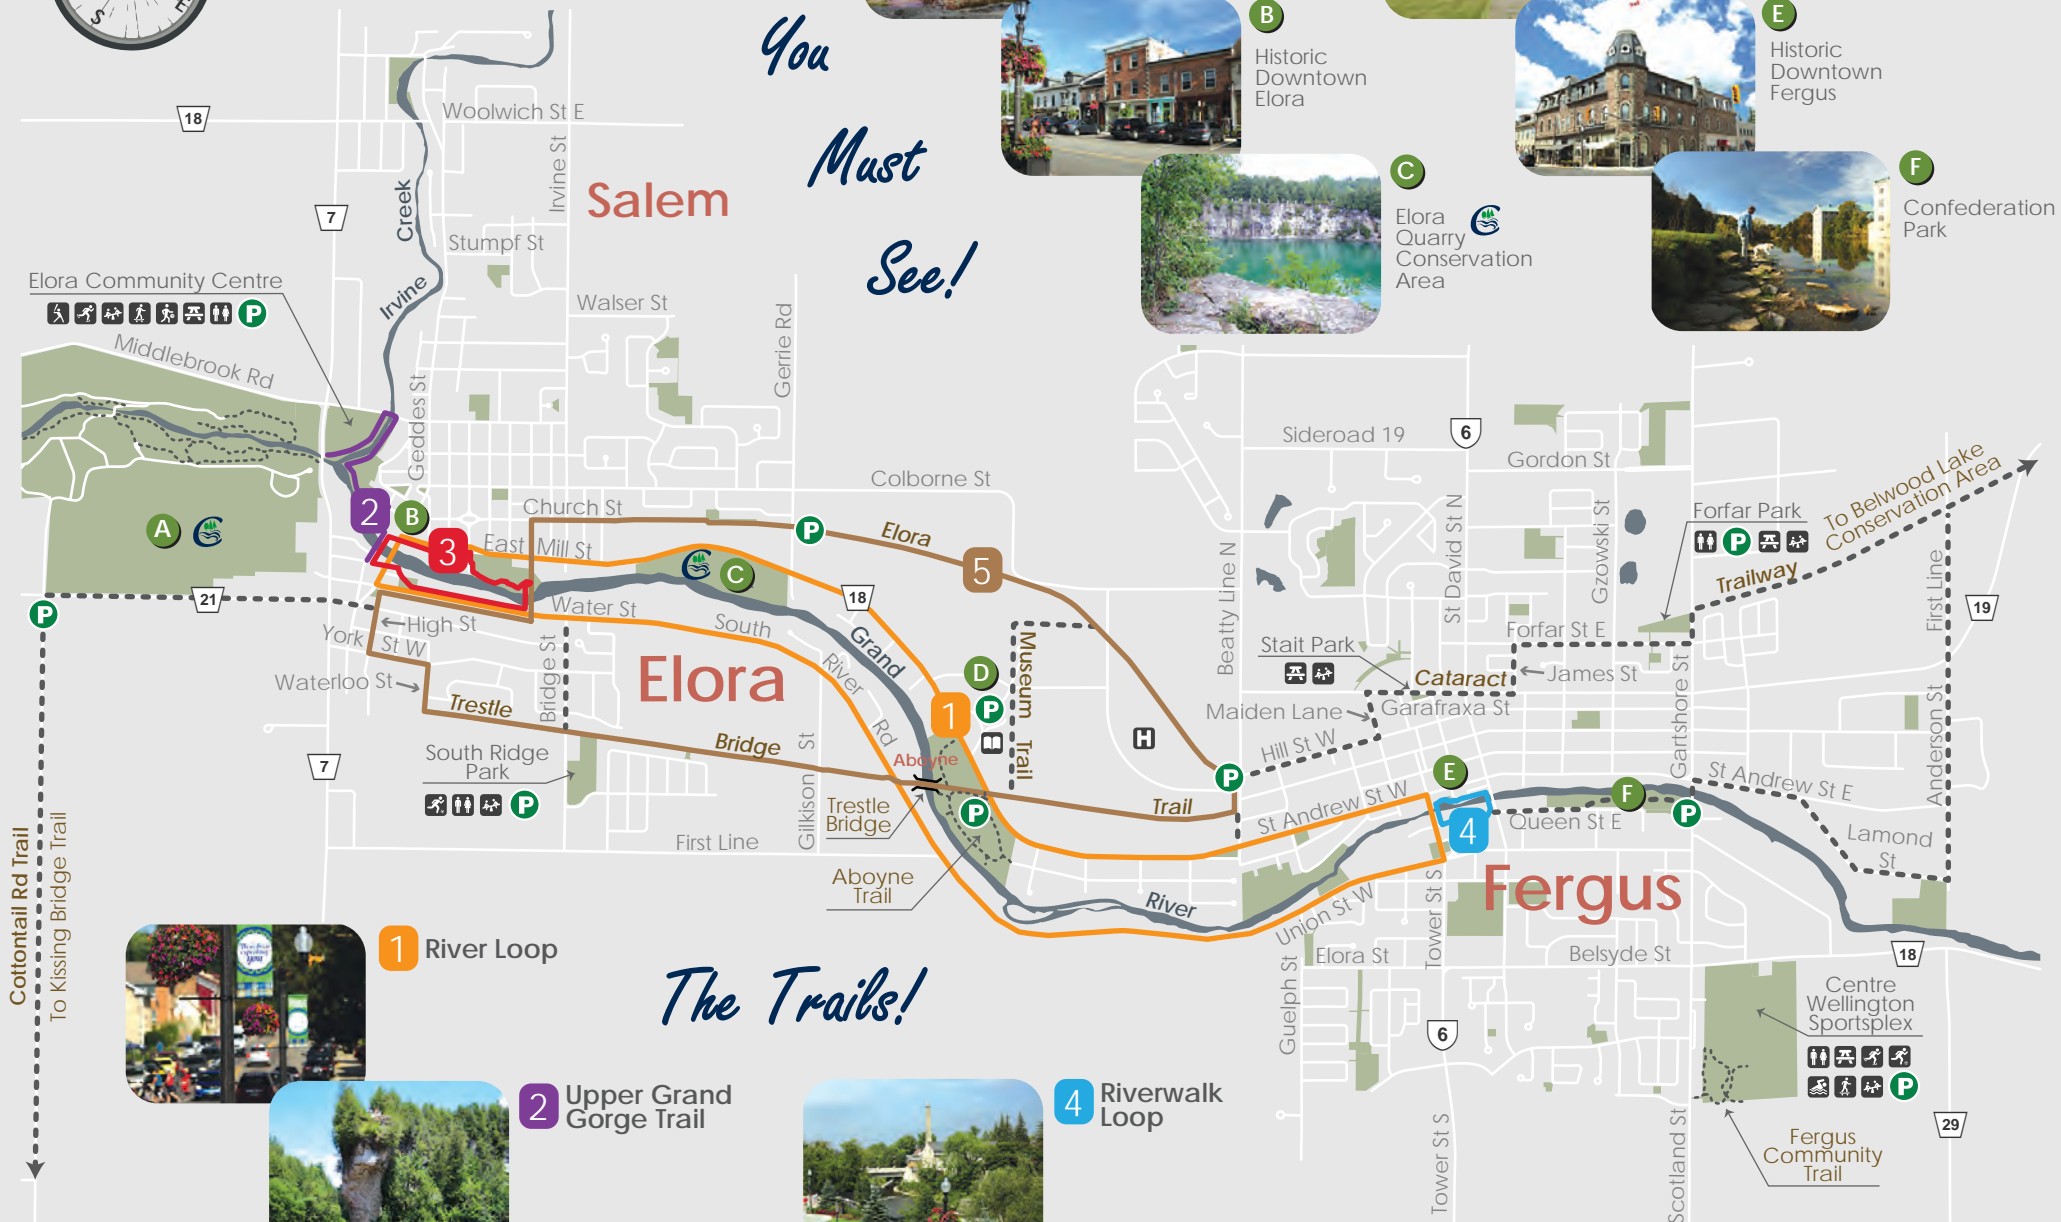 S
E
You
Must
See!
B
Historic
Downtown
Elora
E
Historic
Downtown
Fergus
C
Elora
Quarry
Conservation
Area
F
Confederation
Park
18
Woolwich St E
Irvine St
Salem
7
Creek
Irvine
Stumpf St
Elora Community Centre
P
Walser St
Gerrie Rd
Middlebrook Rd
Geddes St
Sideroad 19
6
Gordon St
Colborne St
Church St
2
B
A
3
East Mill St
P
Elora
5
C
18
Beatty Line N
St David St N
Gzowski St
Forfar Park
P
To Belwood Lake
Conservation Area
Trailway
First Line
19
P
21
High St
York St W
Water St
South
River
Rd
Grand
Waterloo St
Bridge St
Elora
Trestle
Bridge
D
1
P
Museum Trail
Stait Park
Forfar St E
James St
Cataract
Garafraxa St
Maiden Lane
Hill St W
Gartshore St
Anderson St
7
South Ridge
Park
P
Gilkison St
Aboyne
H
P
E
F
St Andrew St E
Trestle
Bridge
P
Trail
St Andrew St W
4
Queen St E
P
Lamond
St
First Line
Aboyne
Trail
River
Union St W
Tower St S
Fergus
Cottontail Rd Trail
To Kissing Bridge Trail
1
River Loop
The Trails!
Guelph St
Elora St
Belsyde St
18
Centre
Wellington
Sportsplex
P
6
2
Upper Grand
Gorge Trail
4
Riverwalk
Loop
Tower St S
Scotland St
29
Fergus
Community
Trail